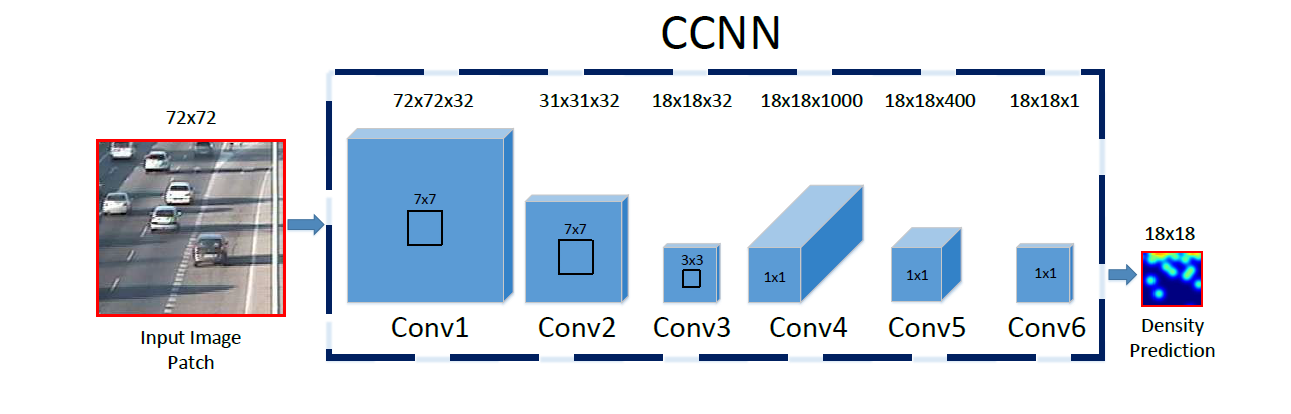 CCNN
72x72
72x72x32
31x31x32
18x18x32
18x18x1000
18x18x400
18x18x1
7x7
7x7
3x3
1x1
1x1
1x1
18x18
Conv1
Conv2
Conv3
Conv4
Conv5
Conv6
Input Image
Patch
Density
Prediction